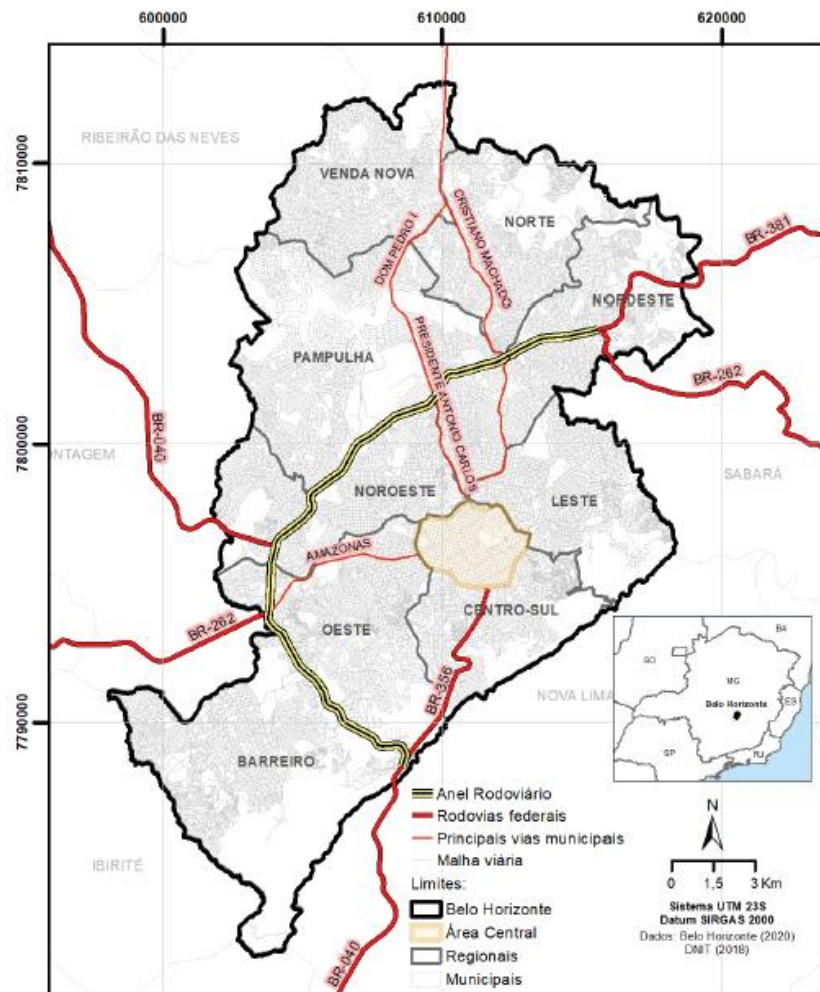 600000
610000
620000
7810000
7800000
7790000
RIBEIRÃO DAS NEVES
VENDA NOVA
NORTE
DOM PEDRO I
CRISTIANO MACHADO
BR-381
NORDESTE
PAMPULHA
PRESIDENTE ANTONIO CARLOS
BR-262
BR-040
ONTAGEM
SABARÁ
NOROESTE
LESTE
AMAZONAS
BR-262
OESTE
CENTRO-SUL
BR-356
NOVA LIMA
BARREIRO
IBIRITÉ
BR-040
BA
GO
MG
Belo Horizonte
ES
SP
RJ
Anel Rodoviário
Rodovias federais
Principais vias municipais
Malha viária
Limites:
Belo Horizonte
Área Central
Regionais
Municipais
N
0 1,5 3 Km
Sistema UTM 23S
Datum SIRGAS 2000
Dados: Belo Horizonte (2020)
DNIT (2018)